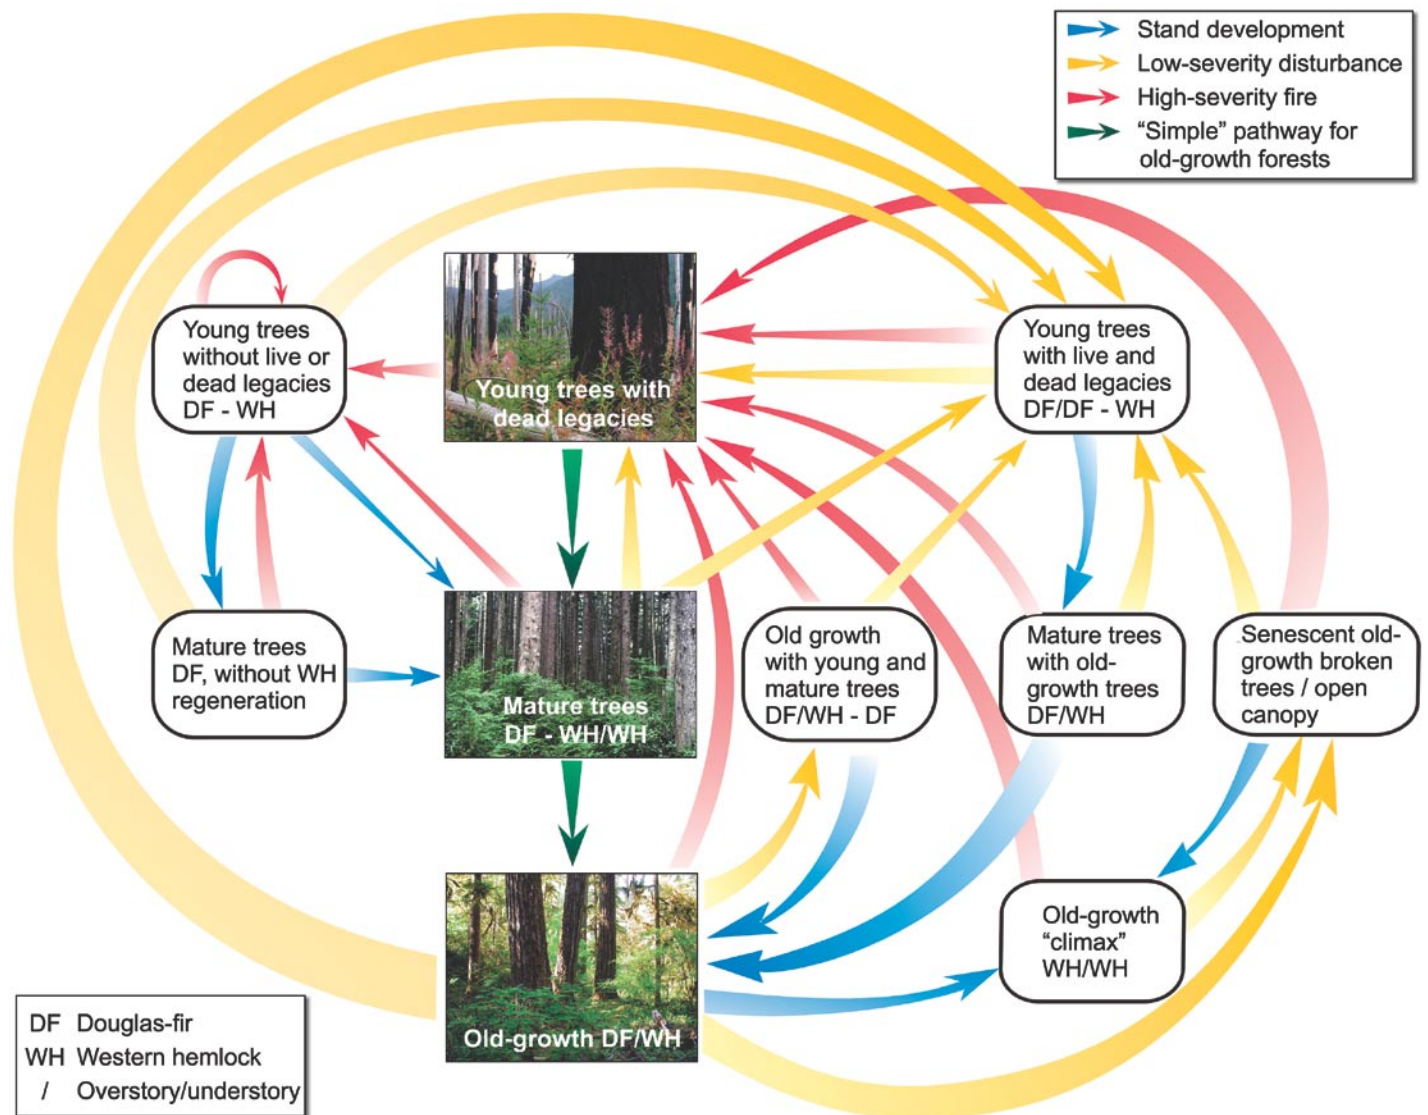 Stand development
Low-severity disturbance
High-severity fire
“Simple” pathway for
old-growth forests
Young trees
without live or
dead legacies
DF - WH
Young trees with
dead legacies
Young trees
with live and
dead legacies
DF/DF - WH
Mature trees
DF, without WH
regeneration
Mature trees
DF - WH/WH
Old growth
with young and
mature trees
DF/WH - DF
Mature trees
with old-
growth trees
DF/WH
Senescent old-
growth broken
trees / open
canopy
Old-growth DF/WH
Old-growth
“climax”
WH/WH
DF Douglas-fir
WH Western hemlock
/ Overstory/understory